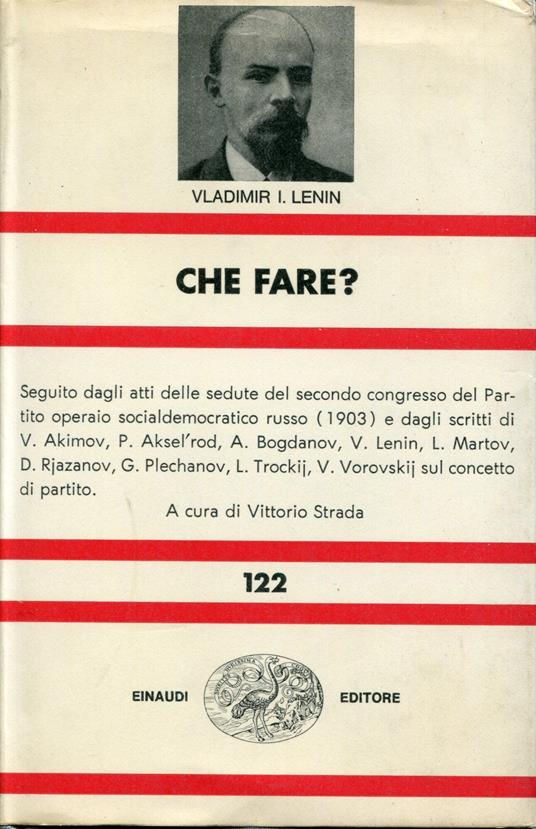 VLADIMIR I. LENIN
CHE FARE?
Seguito dagli atti delle sedute del secondo congresso del Par-
tito operaio socialdemocratico russo (1903) e dagli scritti di
V. Akimov, P. Aksel'rod, A. Bogdanov, V. Lenin, L. Martov,
D. Rjazanov, G. Plechanov, L. Trockij, V. Vorovskij sul concetto
di partito.
A cura di Vittorio Strada
122
EINAUDI EDITORE